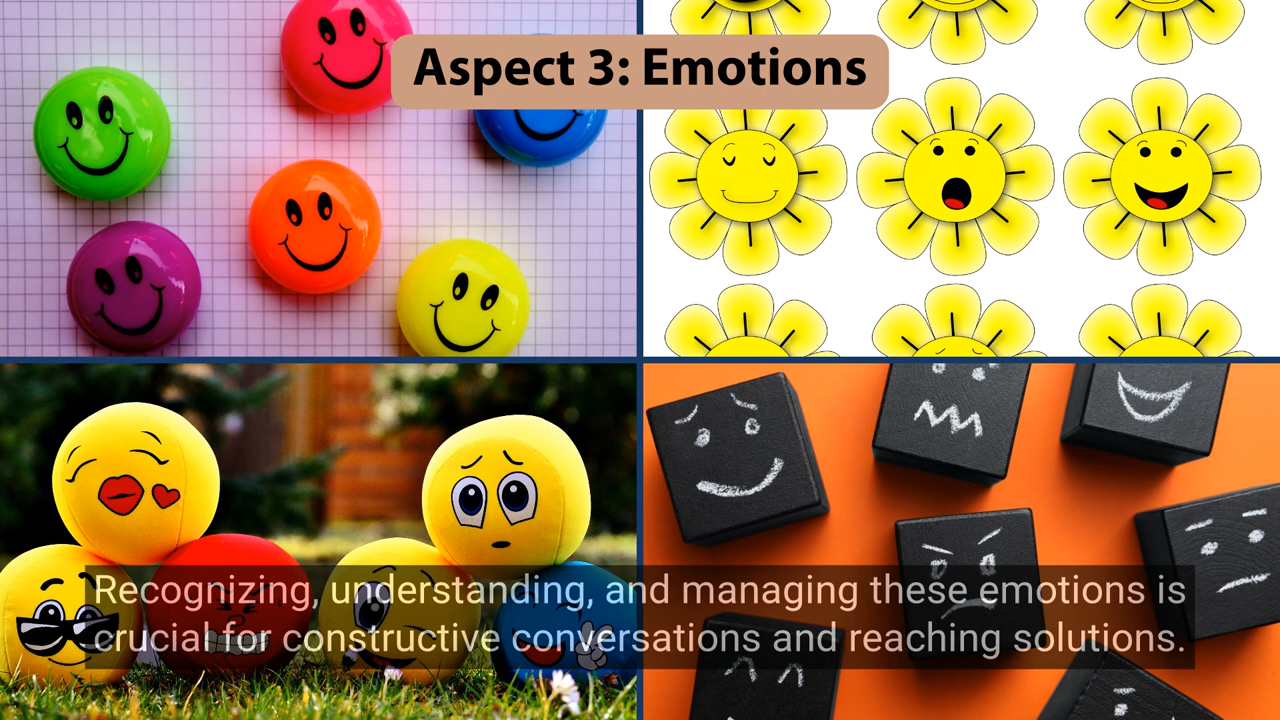 Aspect 3: Emotions
Recognizing, understanding, and managing these emotions is
crucial for constructive conversations and reaching solutions.